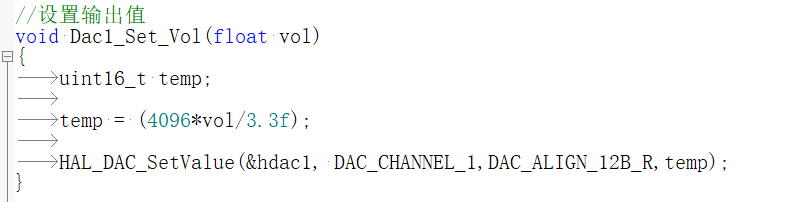 //设置输出值
void Dac1_Set_Vol(float vol)
{
uint16_t temp;
temp = (4096*vol/3.3f);
HAL_DAC_SetValue(&hdac1, DAC_CHANNEL_1,DAC_ALIGN_12B_R,temp);
}